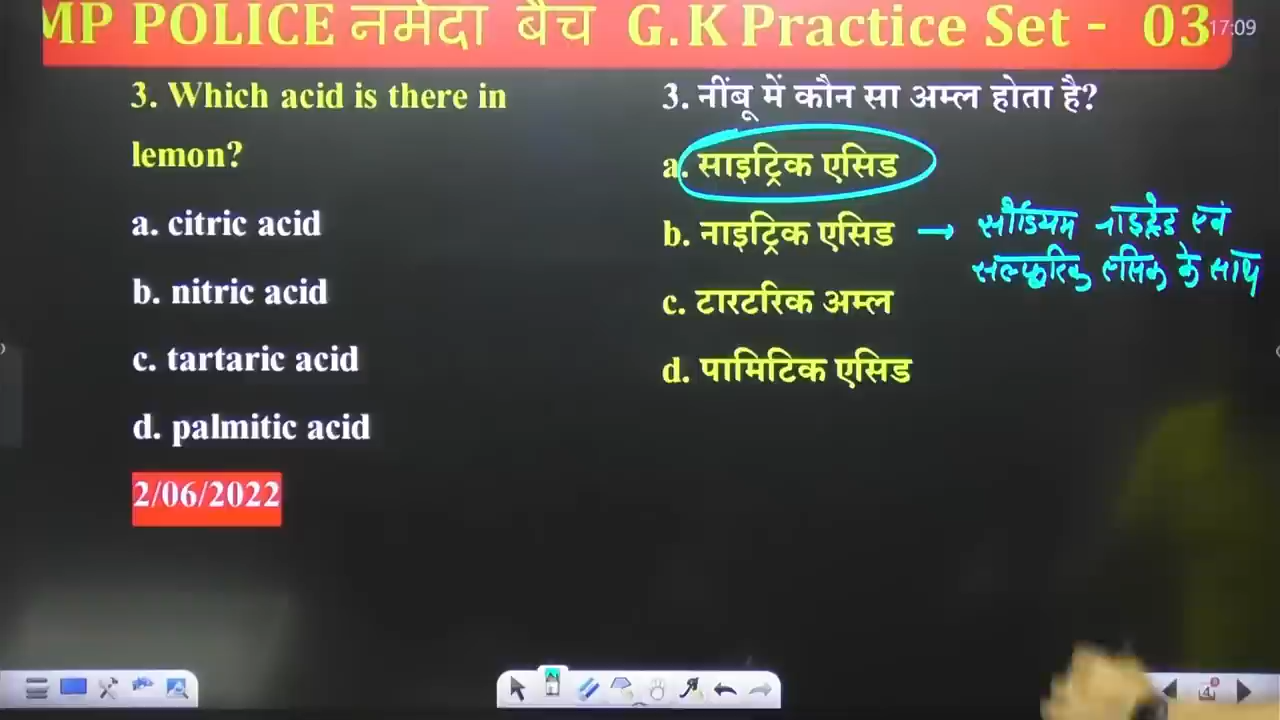 MP POLICE नर्मदा बैच G.K Practice Set - 03
17:09
3. Which acid is there in
lemon?
a. citric acid
b. nitric acid
c. tartaric acid
d. palmitic acid
2/06/2022
3. नींबू में कौन सा अम्ल होता है?
a. साइट्रिक एसिड
b. नाइट्रिक एसिड → सोडियम नाइट्रेड एवं
सल्फूरिक एसिक के साथ
c. टारटरिक अम्ल
d. पामिटिक एसिड